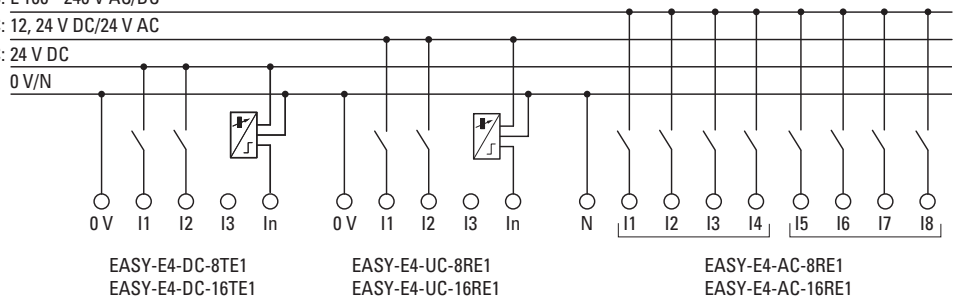 : 12, 24 V DC/24 V AC
: 24 V DC
0 V/N
0 V I1 I2 I3 In 0 V I1 I2 I3 In N I1 I2 I3 I4 I5 I6 I7 I8
EASY-E4-DC-8TE1 EASY-E4-UC-8RE1 EASY-E4-AC-8RE1
EASY-E4-DC-16TE1 EASY-E4-UC-16RE1 EASY-E4-AC-16RE1